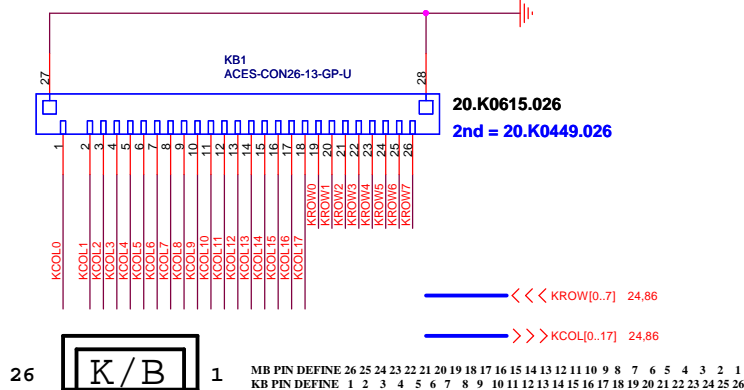 KB1
ACES-CON26-13-GP-U
27
28
20.K0615.026
2nd = 20.K0449.026
1 2 3 4 5 6 7 8 9 10 11 12 13 14 15 16 17 18 19 20 21 22 23 24 25 26
KROW0 KROW1 KROW2 KROW3 KROW4 KROW5 KROW6 KROW7
KCOL0 KCOL1 KCOL2 KCOL3 KCOL4 KCOL5 KCOL6 KCOL7 KCOL8 KCOL9 KCOL10 KCOL11 KCOL12 KCOL13 KCOL14 KCOL15 KCOL16 KCOL17
KROW[0..7] 24,86
KCOL[0..17] 24,86
26 K/B 1
MB PIN DEFINE 26 25 24 23 22 21 20 19 18 17 16 15 14 13 12 11 10 9 8 7 6 5 4 3 2 1
KB PIN DEFINE 1 2 3 4 5 6 7 8 9 10 11 12 13 14 15 16 17 18 19 20 21 22 23 24 25 26